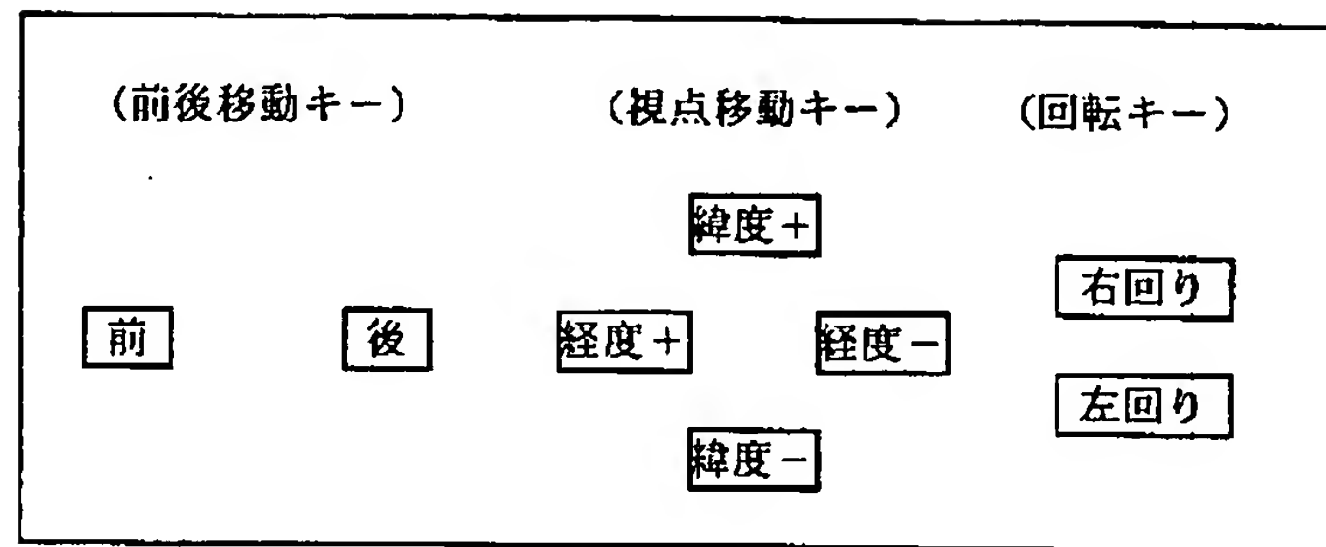 (前後移動キー) (視点移動キー) (回転キー)
緯度+
右回り
前 後 経度+ 経度-
左回り
緯度-